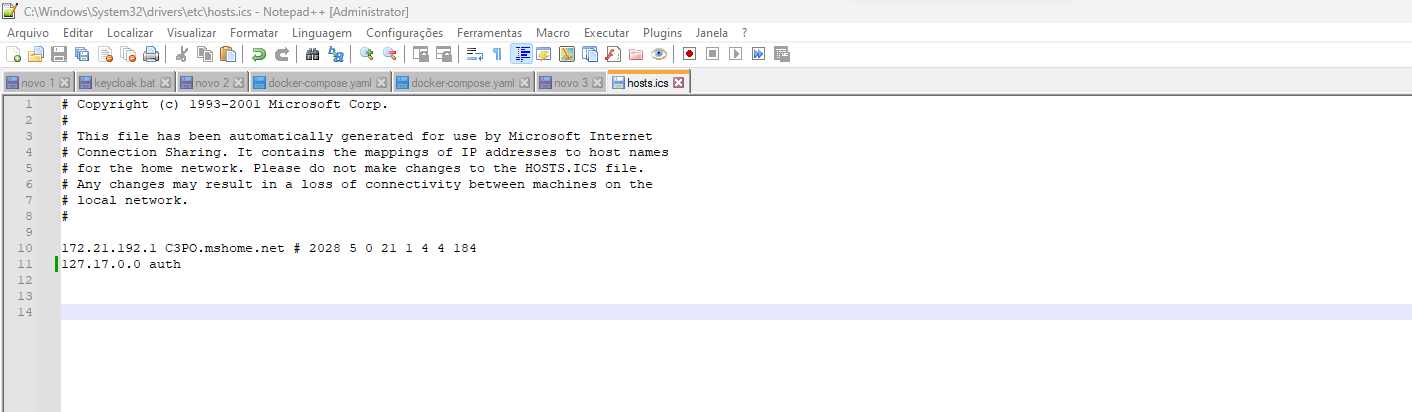 C:\Windows\System32\drivers\etc\hosts.ics - Notepad++ [Administrator]
Arquivo Editar Localizar Visualizar Formatar Linguagem Configurações Ferramentas Macro Executar Plugins Janela ?
novo 1 keycloak.bat novo 2 docker-compose.yaml docker-compose.yaml novo 3 hosts.ics
1 # Copyright (c) 1993-2001 Microsoft Corp.
2 #
3 # This file has been automatically generated for use by Microsoft Internet
4 # Connection Sharing. It contains the mappings of IP addresses to host names
5 # for the home network. Please do not make changes to the HOSTS.ICS file.
6 # Any changes may result in a loss of connectivity between machines on the
7 # local network.
8 #
9
10 172.21.192.1 C3PO.mshome.net # 2028 5 0 21 1 4 4 184
11 127.17.0.0 auth
12
13
14